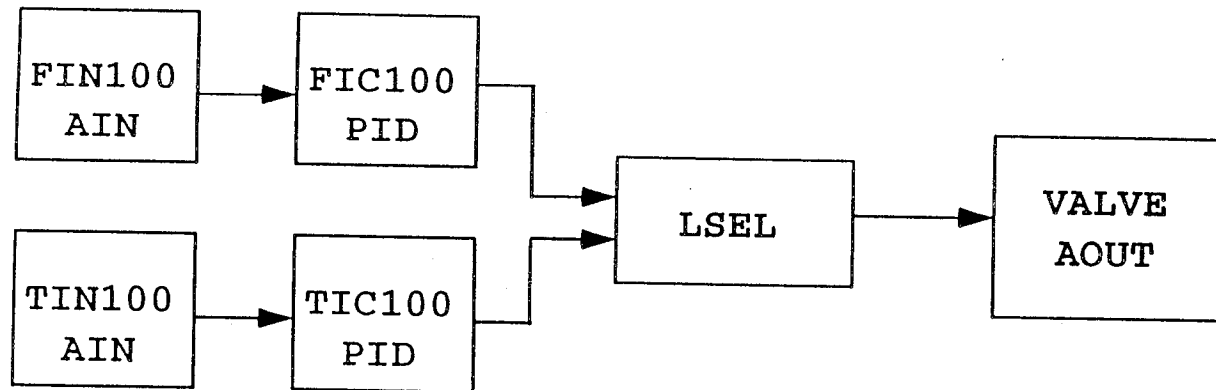 FIN100
AIN
FIC100
PID
LSEL
VALVE
AOUT
TIN100
AIN
TIC100
PID